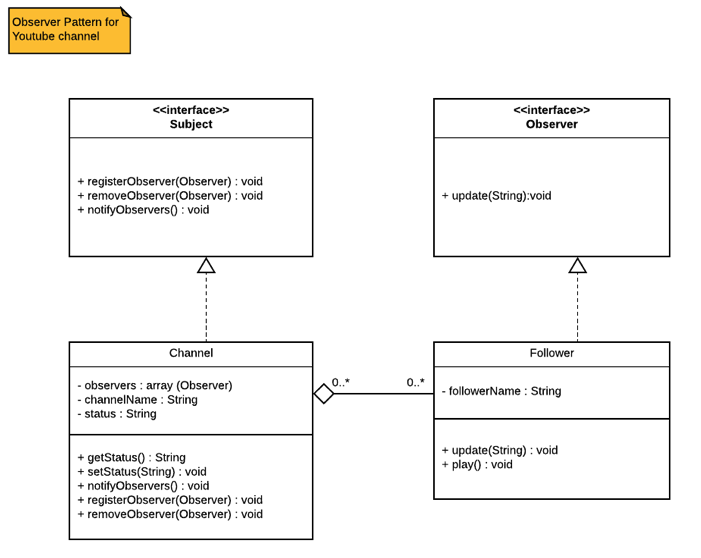 Observer Pattern for
Youtube channel
<<interface>>
Subject
+ registerObserver(Observer) : void
+ removeObserver(Observer) : void
+ notifyObservers() : void
<<interface>>
Observer
+ update(String):void
Channel
- observers : array (Observer)
- channelName : String
- status : String
+ getStatus() : String
+ setStatus(String) : void
+ notifyObservers() : void
+ registerObserver(Observer) : void
+ removeObserver(Observer) : void
0..*
0..*
Follower
- followerName : String
+ update(String) : void
+ play() : void